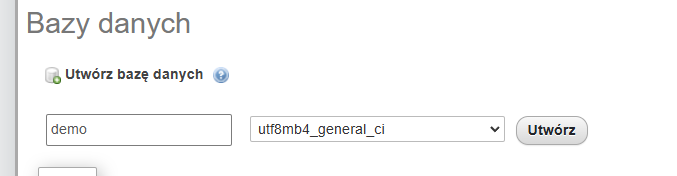 Bazy danych
Utwórz bazę danych
demo utf8mb4_general_ci Utwórz